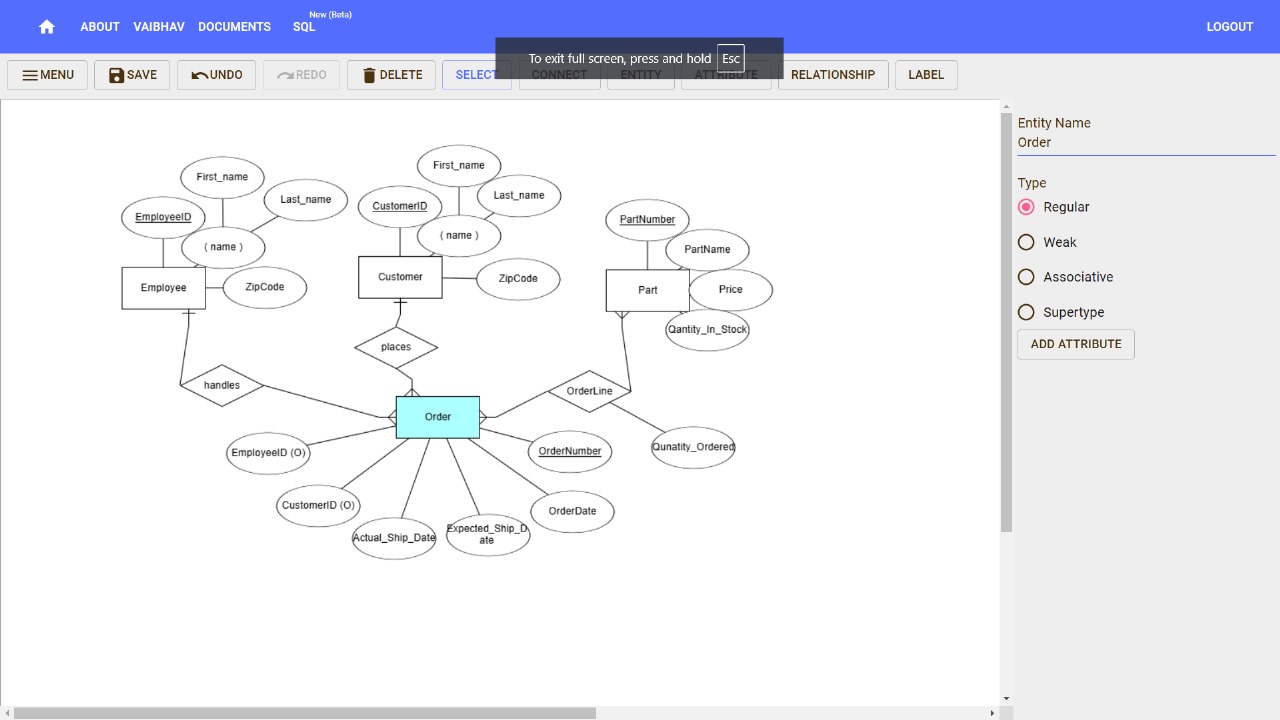 New (Beta)
ABOUT VAIBHAV DOCUMENTS SQL LOGOUT
To exit full screen, press and hold Esc
MENU SAVE UNDO REDO DELETE SELECT CONNECT ENTITY ATTRIBUTE RELATIONSHIP LABEL
Entity Name
Order
Type
Regular
Weak
Associative
Supertype
ADD ATTRIBUTE
First_name
Last_name
EmployeeID
( name )
Employee
ZipCode
First_name
Last_name
CustomerID
( name )
Customer
ZipCode
PartNumber
PartName
Part
Price
Qantity_In_Stock
places
handles
OrderLine
Order
EmployeeID (O)
OrderNumber
Qunatity_Ordered
CustomerID (O)
OrderDate
Actual_Ship_Date
Expected_Ship_D
ate